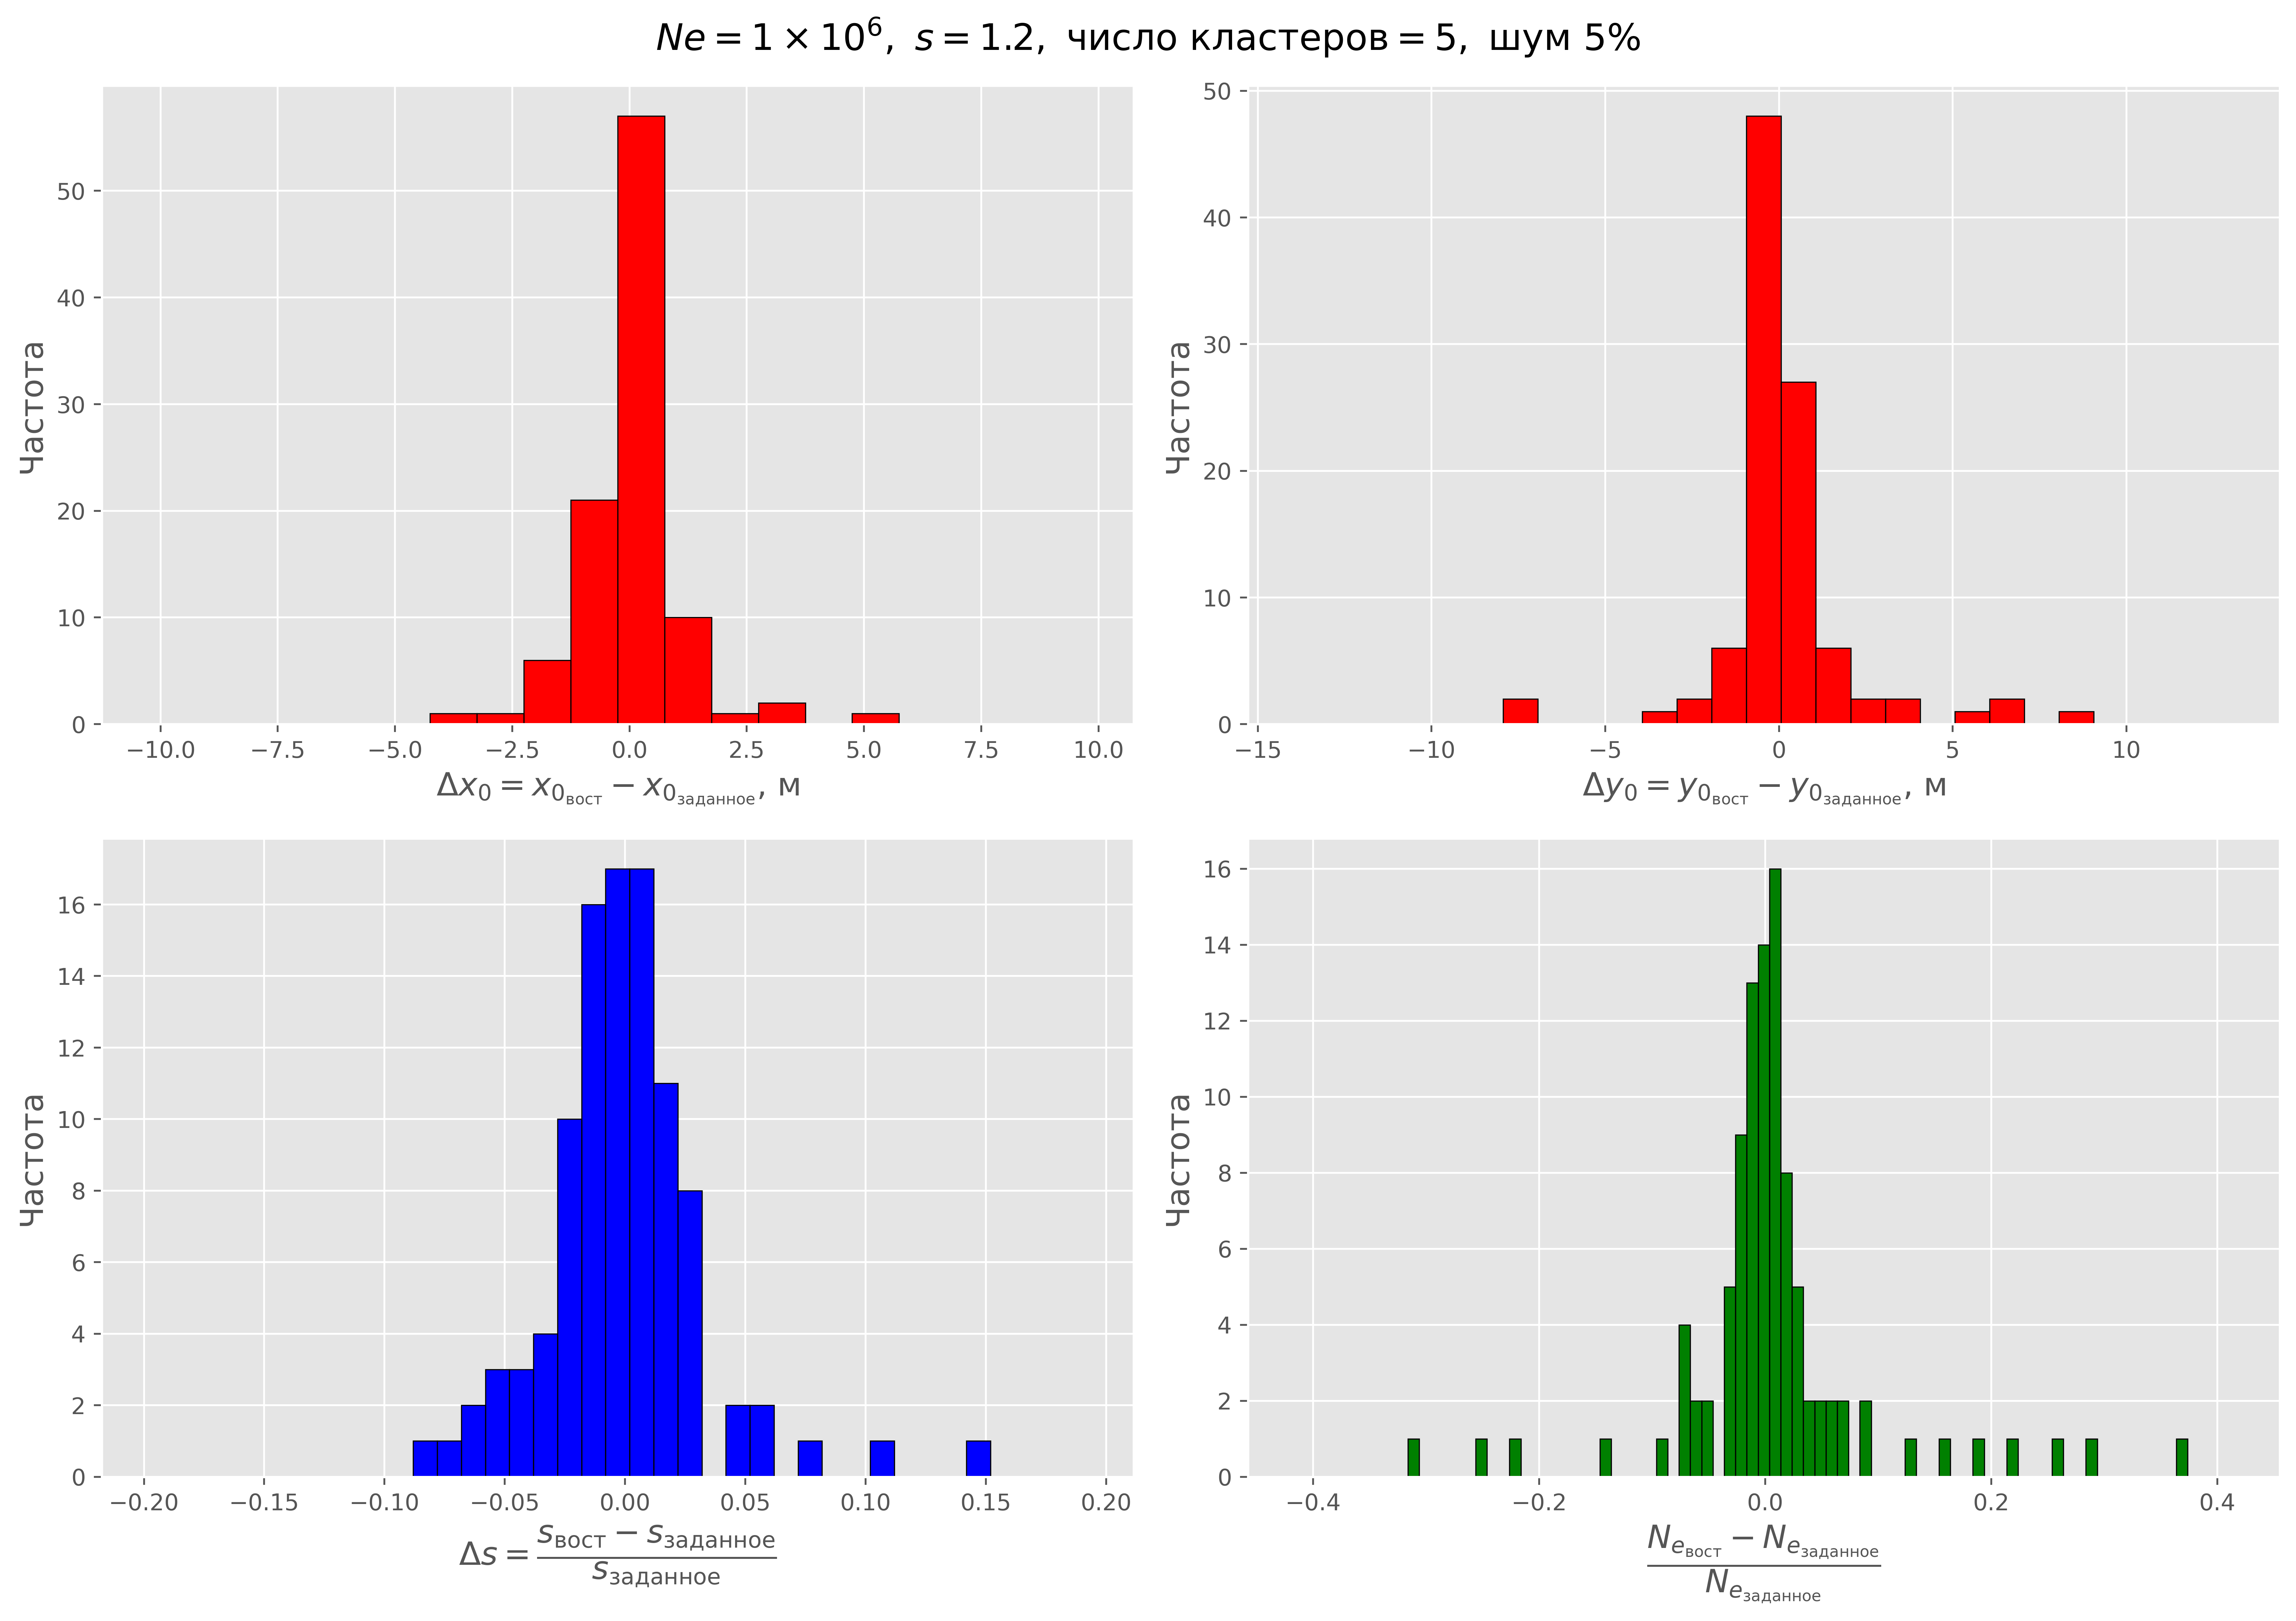 Ne = 1 × 10⁶, s = 1.2, число кластеров = 5, шум 5%
Частота
0
10
20
30
40
50
−10.0 −7.5 −5.0 −2.5 0.0 2.5 5.0 7.5 10.0
Δx₀ = x₀вост − x₀заданное, м
Частота
0
10
20
30
40
50
−15 −10 −5 0 5 10
Δy₀ = y₀вост − y₀заданное, м
Частота
0
2
4
6
8
10
12
14
16
−0.20 −0.15 −0.10 −0.05 0.00 0.05 0.10 0.15 0.20
Δs = (sвост − sзаданное) / sзаданное
Частота
0
2
4
6
8
10
12
14
16
−0.4 −0.2 0.0 0.2 0.4
(Neвост − Neзаданное) / Neзаданное